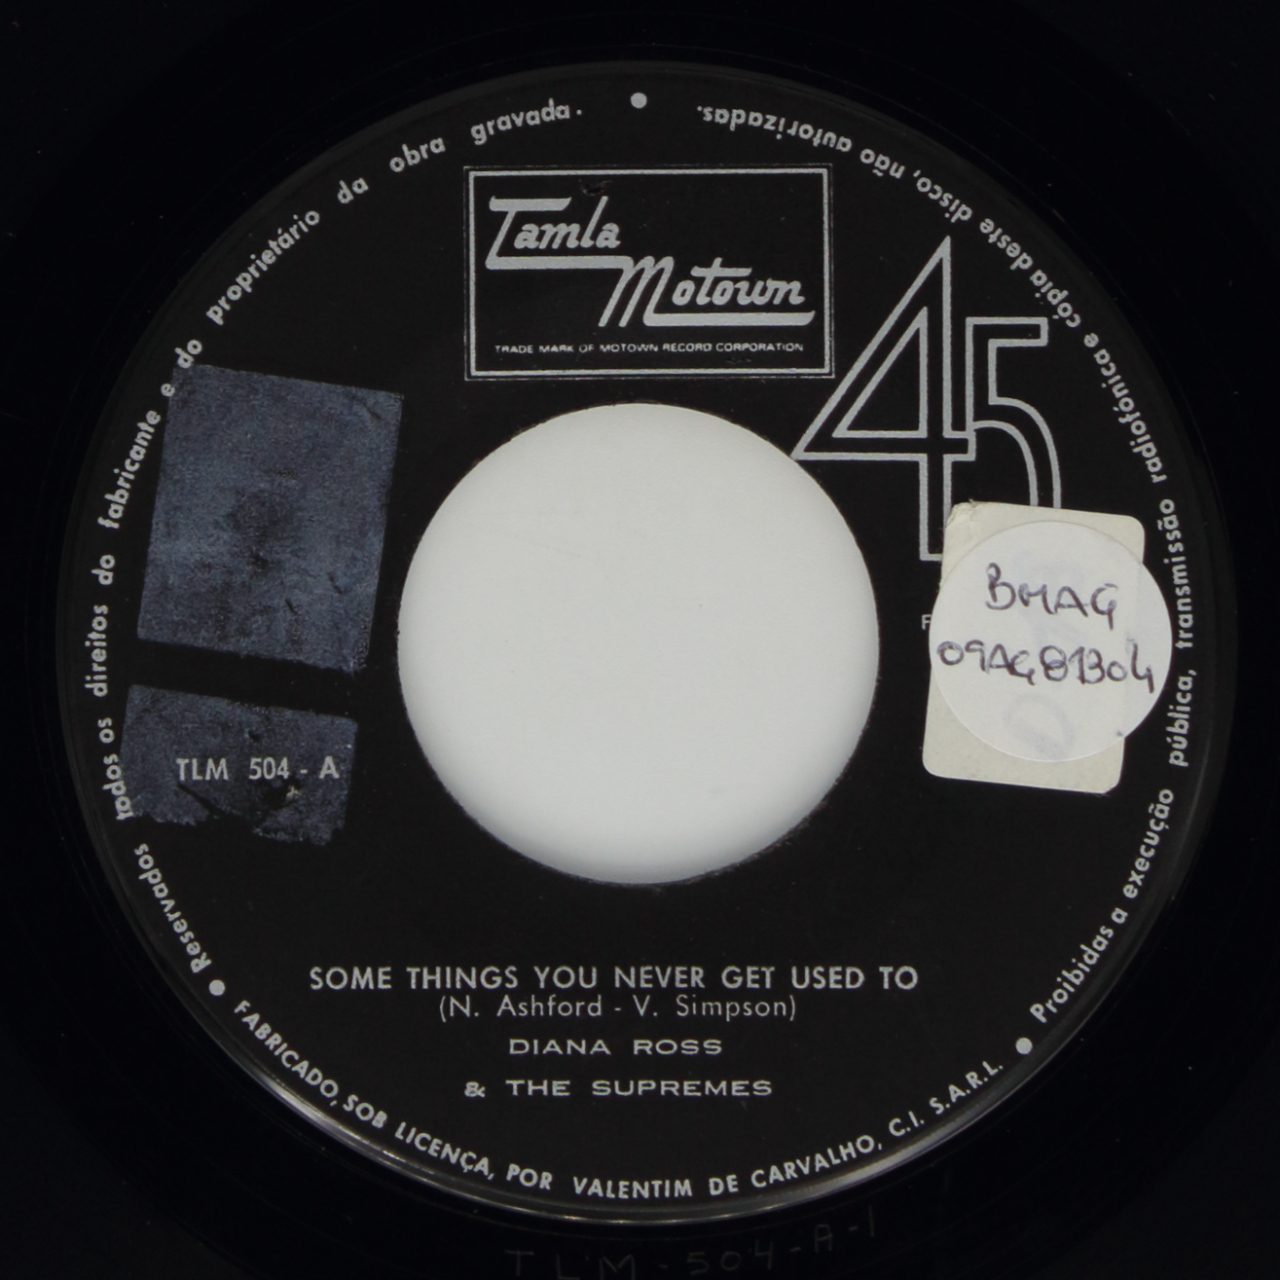 Reservados todos os direitos do fabricante e do proprietário da obra gravada.
Tamla
Motown
TRADE MARK OF MOTOWN RECORD CORPORATION
45
BMAG
09AG81304
TLM 504 - A
SOME THINGS YOU NEVER GET USED TO
(N. Ashford - V. Simpson)
DIANA ROSS
& THE SUPREMES
FABRICADO, SOB LICENÇA, POR VALENTIM DE CARVALHO, C.I. S.A.R.L.
Proibidas a execução pública, transmissão radiofónica e cópia deste disco, não autorizadas.
TLM-504-A-1